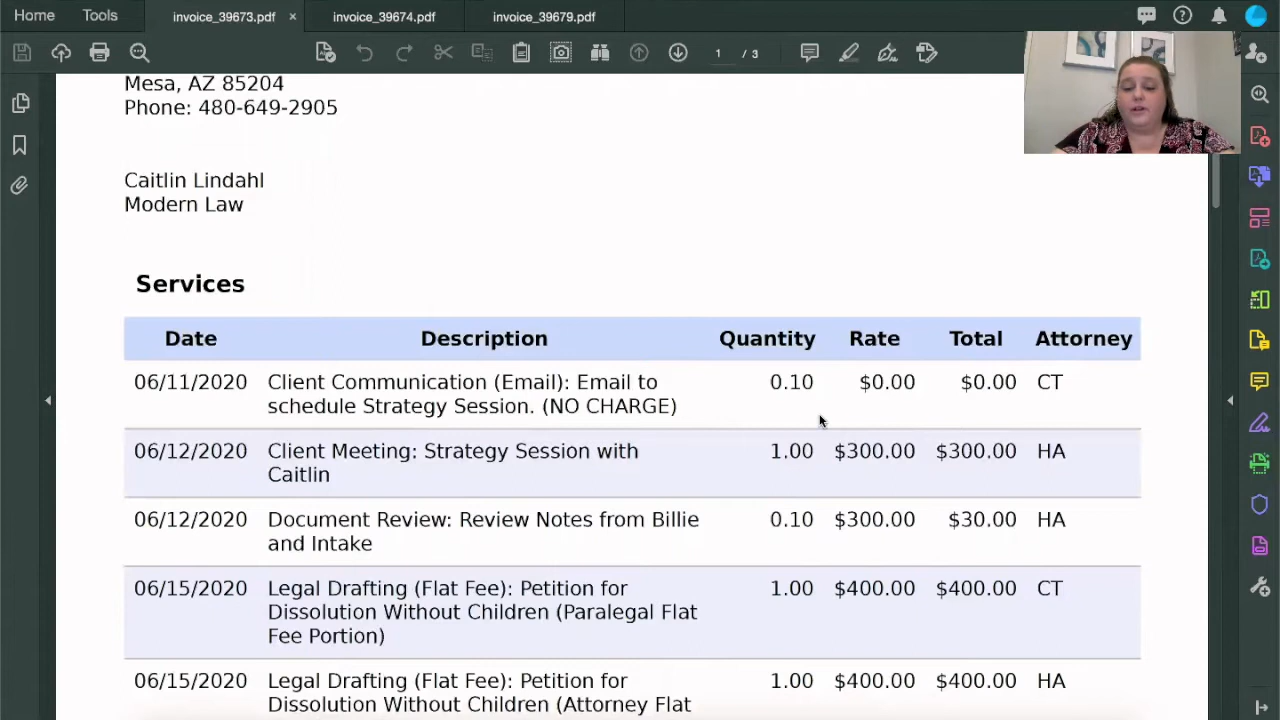 Home Tools invoice_39673.pdf × invoice_39674.pdf invoice_39679.pdf
1 / 3
Mesa, AZ 85204
Phone: 480-649-2905
Caitlin Lindahl
Modern Law
Services
Date Description Quantity Rate Total Attorney
06/11/2020 Client Communication (Email): Email to 0.10 $0.00 $0.00 CT
schedule Strategy Session. (NO CHARGE)
06/12/2020 Client Meeting: Strategy Session with 1.00 $300.00 $300.00 HA
Caitlin
06/12/2020 Document Review: Review Notes from Billie 0.10 $300.00 $30.00 HA
and Intake
06/15/2020 Legal Drafting (Flat Fee): Petition for 1.00 $400.00 $400.00 CT
Dissolution Without Children (Paralegal Flat
Fee Portion)
06/15/2020 Legal Drafting (Flat Fee): Petition for 1.00 $400.00 $400.00 HA
Dissolution Without Children (Attorney Flat